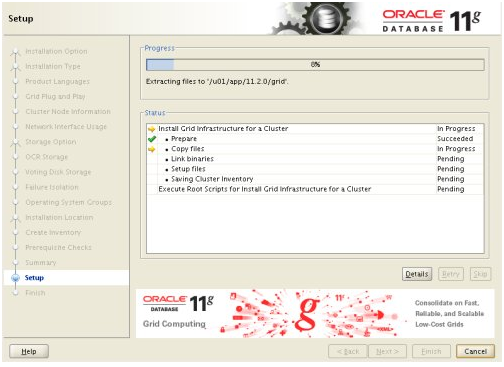 Setup
ORACLE 11g
DATABASE
Installation Option
Installation Type
Product Languages
Grid Plug and Play
Cluster Node Information
Network Interface Usage
Storage Option
OCR Storage
Voting Disk Storage
Failure Isolation
Operating System Groups
Installation Location
Create Inventory
Prerequisite Checks
Summary
Setup
Finish
Progress
8%
Extracting files to '/u01/app/11.2.0/grid'.
Status
Install Grid Infrastructure for a Cluster In Progress
• Prepare Succeeded
• Copy files In Progress
• Link binaries Pending
• Setup files Pending
• Saving Cluster Inventory Pending
Execute Root Scripts for Install Grid Infrastructure for a Cluster Pending
Details Retry Skip
ORACLE 11g
DATABASE
Grid Computing
g
11g
Consolidate on Fast,
Reliable, and Scalable
Low-Cost Grids
Help < Back Next > Finish Cancel